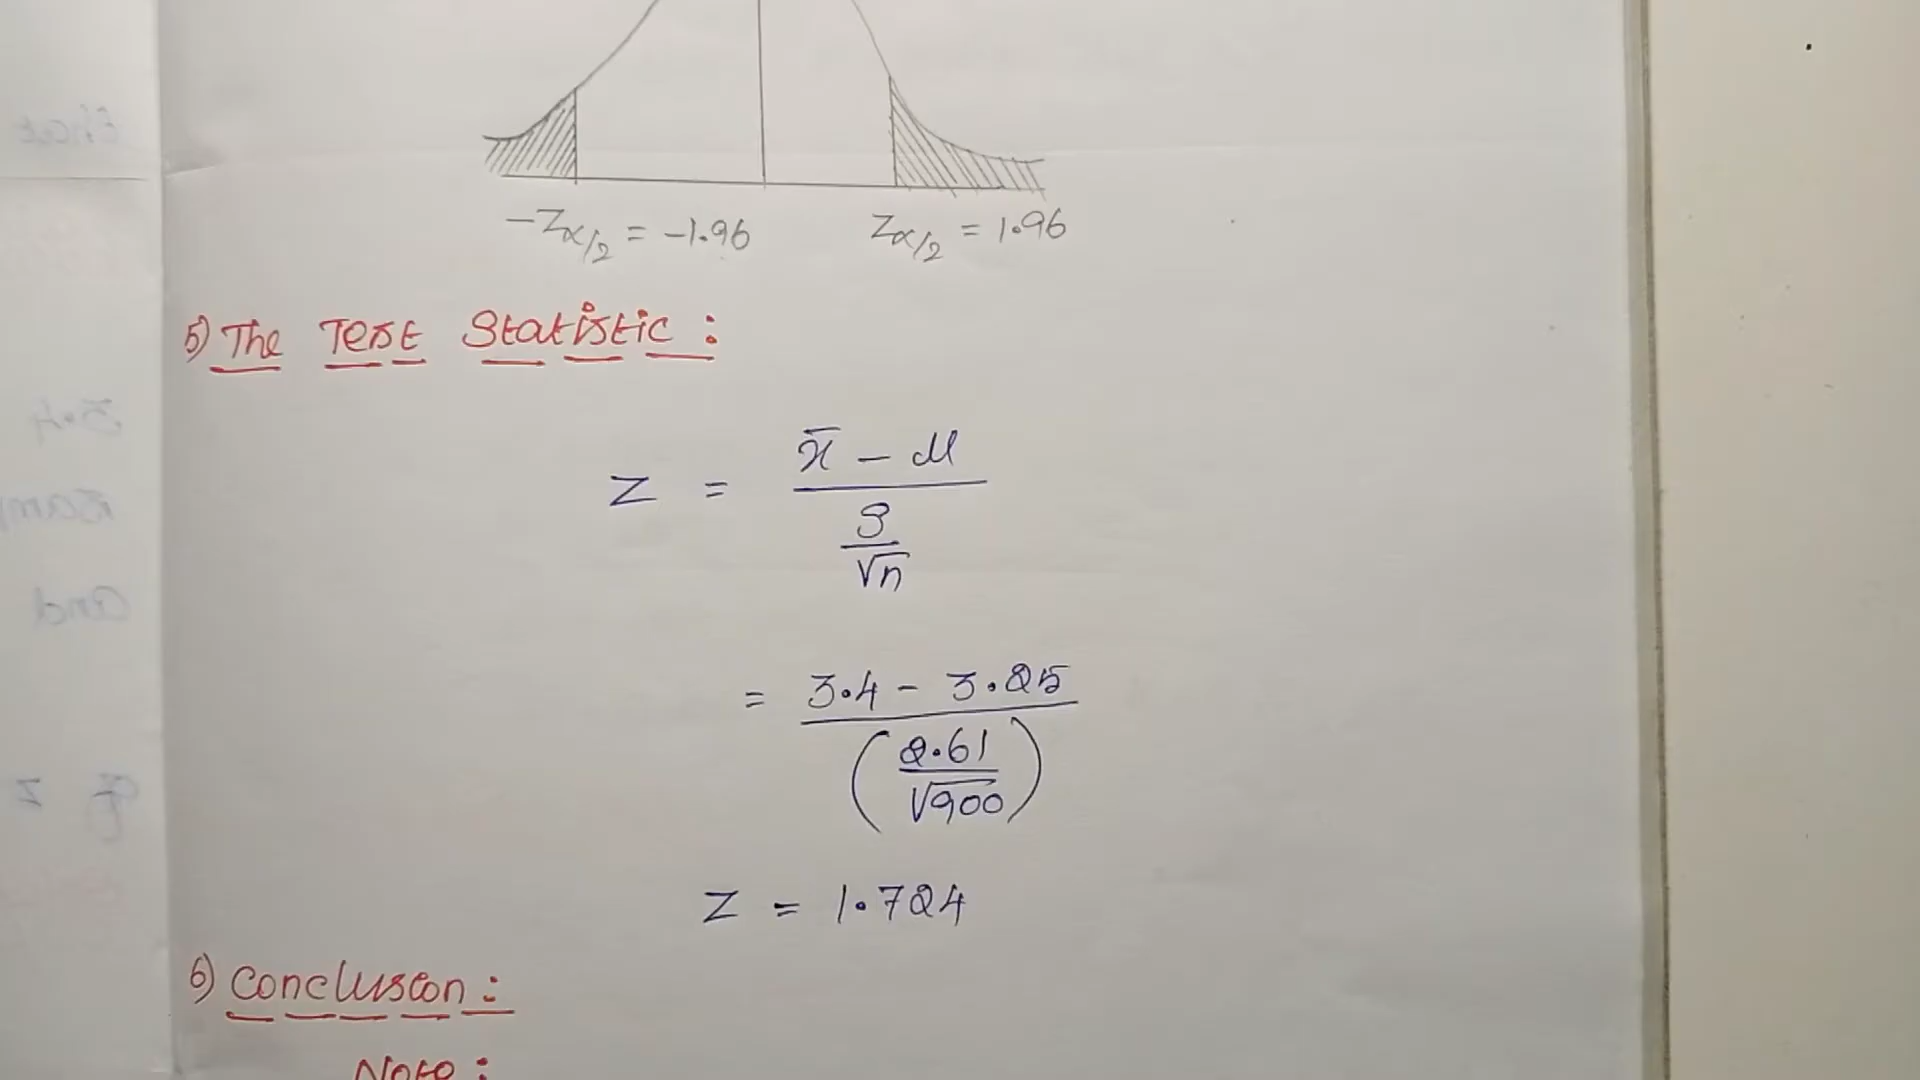 -Zα/2 = -1.96 Zα/2 = 1.96
5) The Test Statistic :
Z = x̄ - μ
S
√n
= 3.4 - 3.25
(2.61
√900)
Z = 1.724
6) Conclusion :
Note :